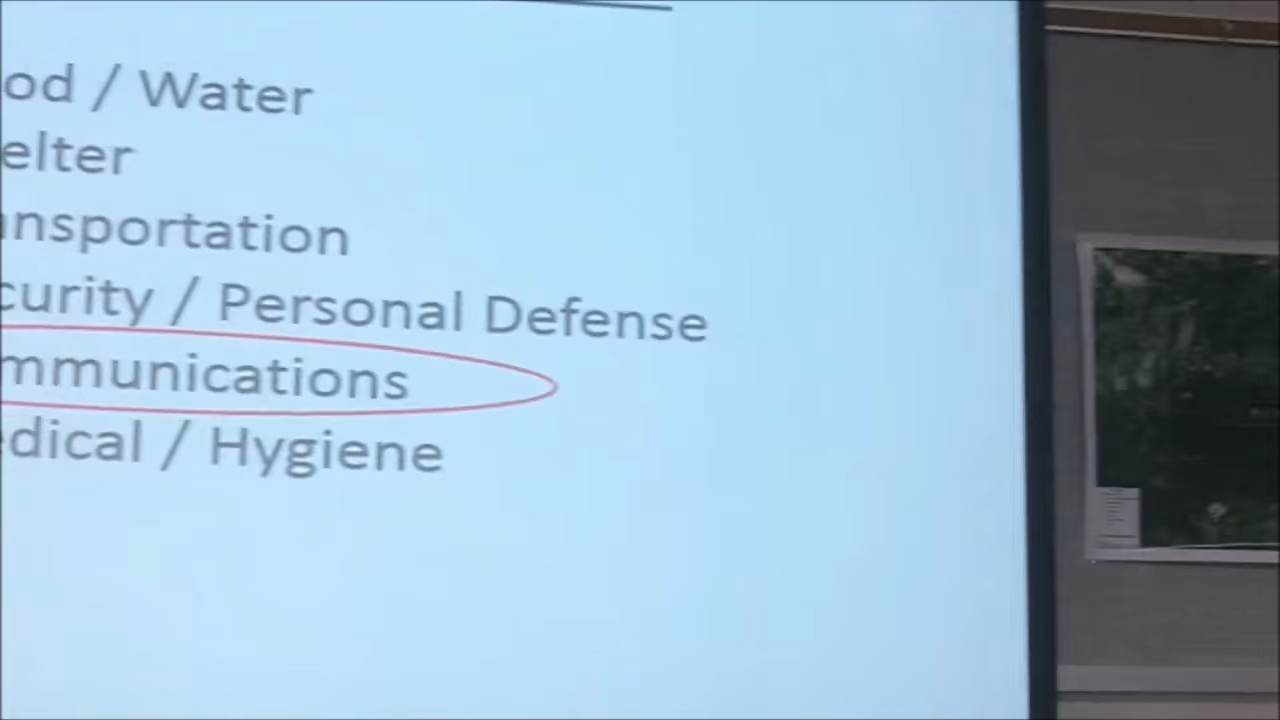 od / Water
elter
ansportation
curity / Personal Defense
mmunications
edical / Hygiene